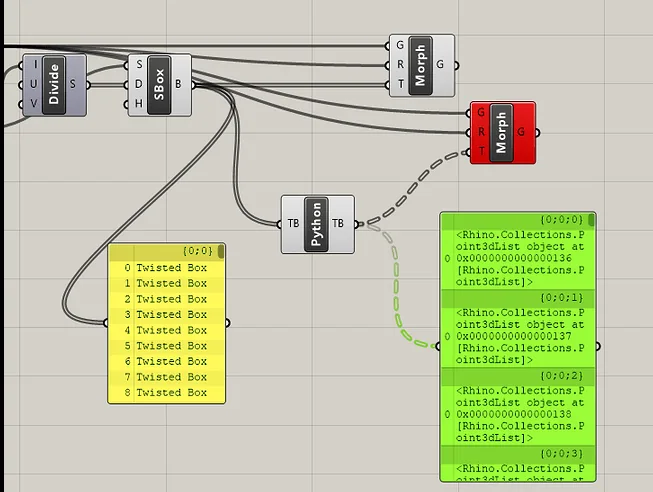 G
R
T
Morph
G
I
U
V
Divide
S
S
D
H
SBox
B
G
R
T
Morph
G
TB
Python
TB
{0;0}
0 Twisted Box
1 Twisted Box
2 Twisted Box
3 Twisted Box
4 Twisted Box
5 Twisted Box
6 Twisted Box
7 Twisted Box
8 Twisted Box
{0;0;0}
<Rhino.Collections.P
oint3dList object at
0 0x0000000000000136
[Rhino.Collections.P
oint3dList]>
{0;0;1}
<Rhino.Collections.P
oint3dList object at
0 0x0000000000000137
[Rhino.Collections.P
oint3dList]>
{0;0;2}
<Rhino.Collections.P
oint3dList object at
0 0x0000000000000138
[Rhino.Collections.P
oint3dList]>
{0;0;3}
<Rhino.Collections.P
oint3dList object at